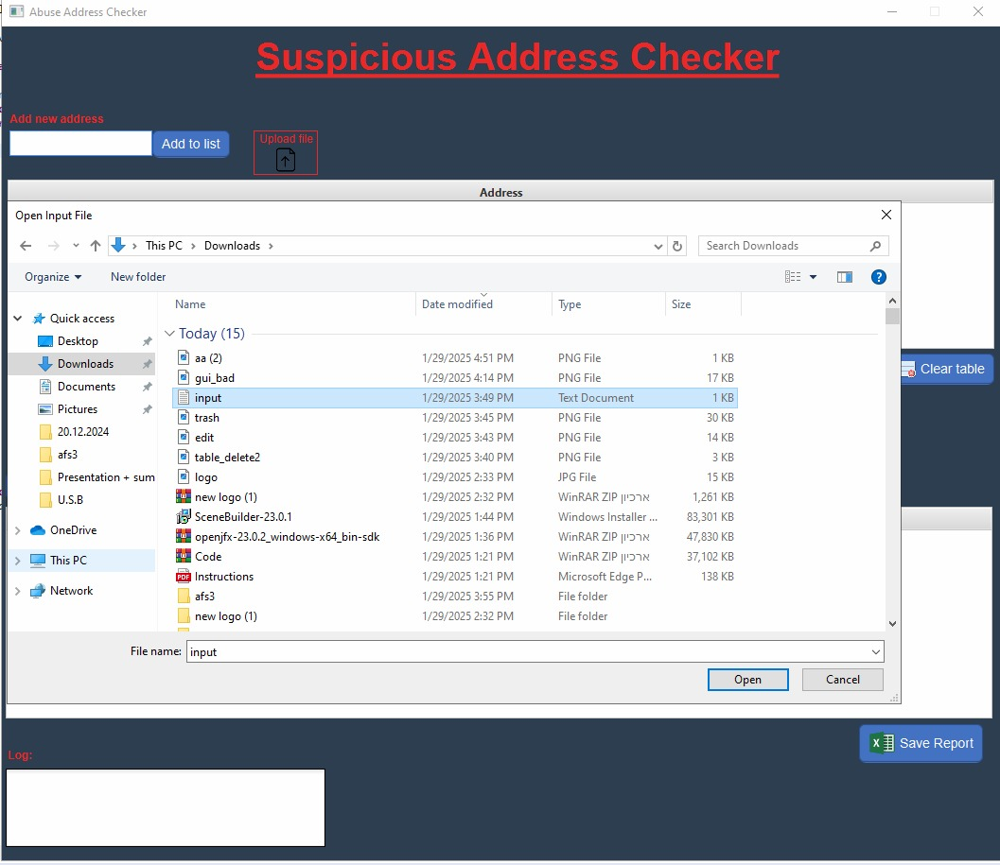 Abuse Address Checker
Suspicious Address Checker
Add new address
Add to list
Upload file
Address
Open Input File
This PC > Downloads >
Search Downloads
Organize
New folder
?
Name Date modified Type Size
Quick access
Desktop
Downloads
Documents
Pictures
20.12.2024
afs3
Presentation + sum
U.S.B
OneDrive
This PC
Network
Today (15)
aa (2) 1/29/2025 4:51 PM PNG File 1 KB
gui_bad 1/29/2025 4:14 PM PNG File 17 KB
input 1/29/2025 3:49 PM Text Document 1 KB
trash 1/29/2025 3:45 PM PNG File 30 KB
edit 1/29/2025 3:43 PM PNG File 14 KB
table_delete2 1/29/2025 3:40 PM PNG File 3 KB
logo 1/29/2025 2:33 PM JPG File 15 KB
new logo (1) 1/29/2025 2:32 PM WinRAR ZIP ארכיון 1,261 KB
SceneBuilder-23.0.1 1/29/2025 1:44 PM Windows Installer ... 83,301 KB
openjfx-23.0.2_windows-x64_bin-sdk 1/29/2025 1:36 PM WinRAR ZIP ארכיון 47,830 KB
Code 1/29/2025 1:21 PM WinRAR ZIP ארכיון 37,102 KB
PDF Instructions 1/29/2025 1:21 PM Microsoft Edge P... 138 KB
afs3 1/29/2025 3:55 PM File folder
new logo (1) 1/29/2025 2:32 PM File folder
Clear table
File name: input
Open
Cancel
Save Report
Log: